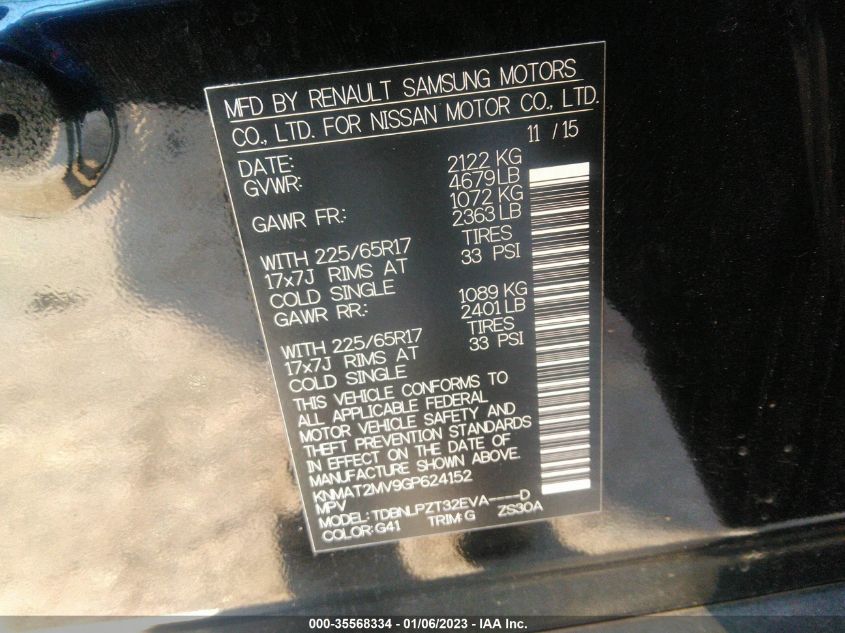 MFD BY RENAULT SAMSUNG MOTORS
CO., LTD. FOR NISSAN MOTOR CO., LTD.
DATE: 11 / 15
GVWR: 2122 KG
4679 LB
GAWR FR.: 1072 KG
2363 LB
WITH 225/65R17 TIRES
17x7J RIMS AT 33 PSI
COLD SINGLE
GAWR RR.: 1089 KG
2401 LB
WITH 225/65R17 TIRES
17x7J RIMS AT 33 PSI
COLD SINGLE
THIS VEHICLE CONFORMS TO
ALL APPLICABLE FEDERAL
MOTOR VEHICLE SAFETY AND
THEFT PREVENTION STANDARDS
IN EFFECT ON THE DATE OF
MANUFACTURE SHOWN ABOVE.
KNMAT2MV9GP624152
MPV
MODEL: TDBNLPZT32EVA----D
COLOR: G41 TRIM: G ZS30A
000-35568334 - 01/06/2023 - IAA Inc.